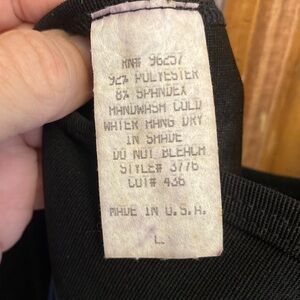 RN# 96257
92% POLYESTER
8% SPANDEX
HANDWASH COLD
WATER HANG DRY
IN SHADE
DO NOT BLEACH
STYLE# 3776
CUT# 436
MADE IN U.S.A.
L